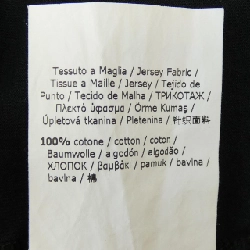 Tessuto a Maglia / Jersey Fabric /
Tissue a Maille / Jersey / Tejido de
Punto / Tecido de Malha / ТРИКОТАЖ /
Πλεκτό ύφασμα / Örme Kumaş /
Úpletová tkanina / Pletenina / 针织面料
100% cotone / cotton / coton /
Baumwolle / algodón / algodão /
ХЛОПОК / βαμβάκι / pamuk / bavlna /
bavlna / 棉